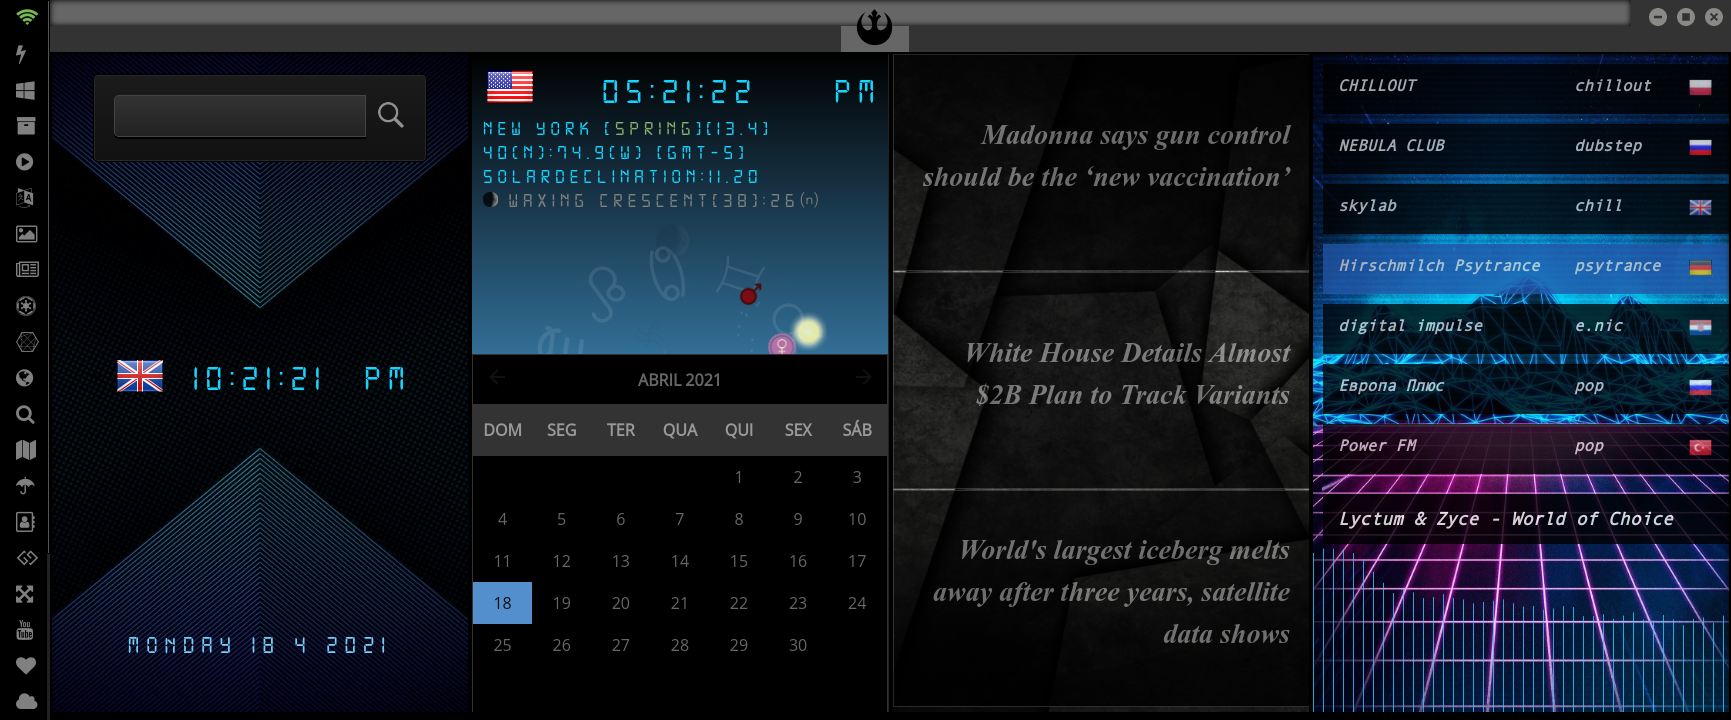 10:21:21 PM
MONDAY 18 4 2021
05:21:22 PM
NEW YORK [SPRING][13.4]
40(N):74.9(W) [GMT-5]
SOLARDECLINATION:11.20
WAXING CRESCENT[38]:26(n)
ABRIL 2021
DOM SEG TER QUA QUI SEX SÁB
1 2 3
4 5 6 7 8 9 10
11 12 13 14 15 16 17
18 19 20 21 22 23 24
25 26 27 28 29 30
Madonna says gun control
should be the ‘new vaccination’
White House Details Almost
$2B Plan to Track Variants
World's largest iceberg melts
away after three years, satellite
data shows
CHILLOUT chillout
NEBULA CLUB dubstep
skylab chill
Hirschmilch Psytrance psytrance
digital impulse e.nic
Европа Плюс pop
Power FM pop
Lyctum & Zyce - World of Choice
You
Tube